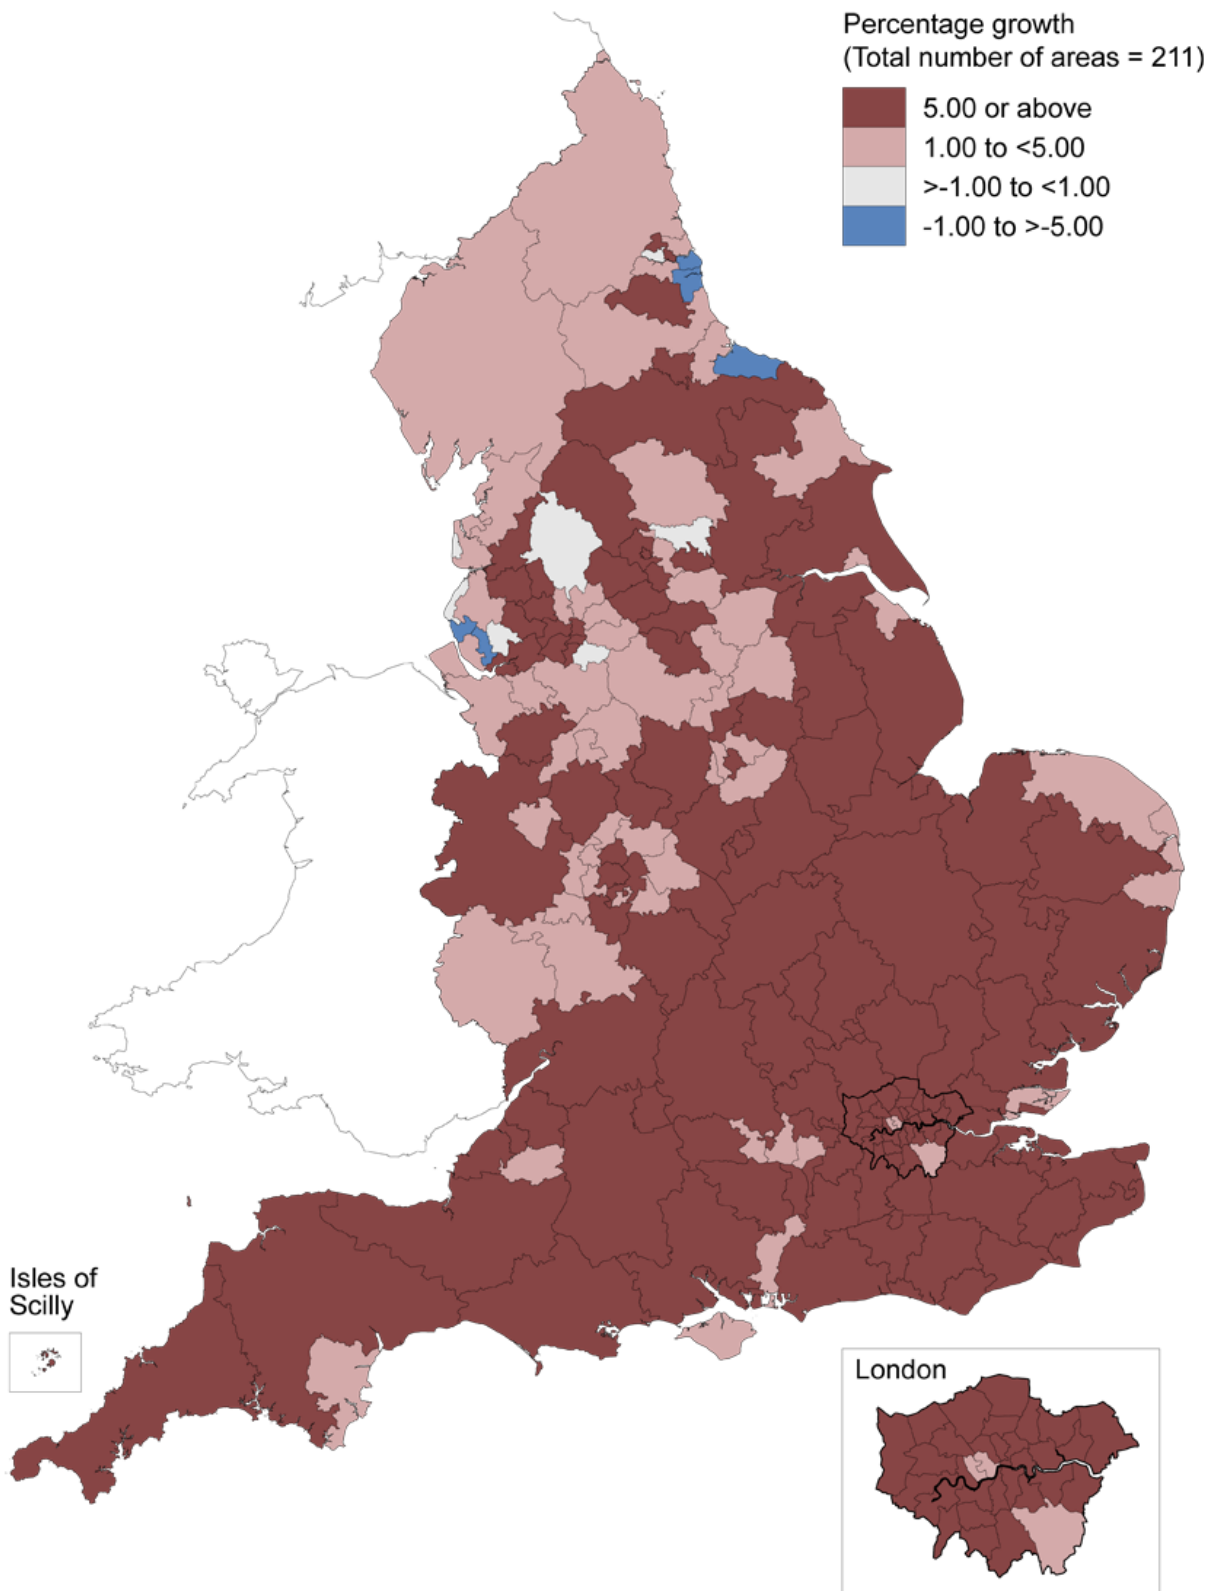 Percentage growth
(Total number of areas = 211)
5.00 or above
1.00 to <5.00
>-1.00 to <1.00
-1.00 to >-5.00
Isles of
Scilly
London